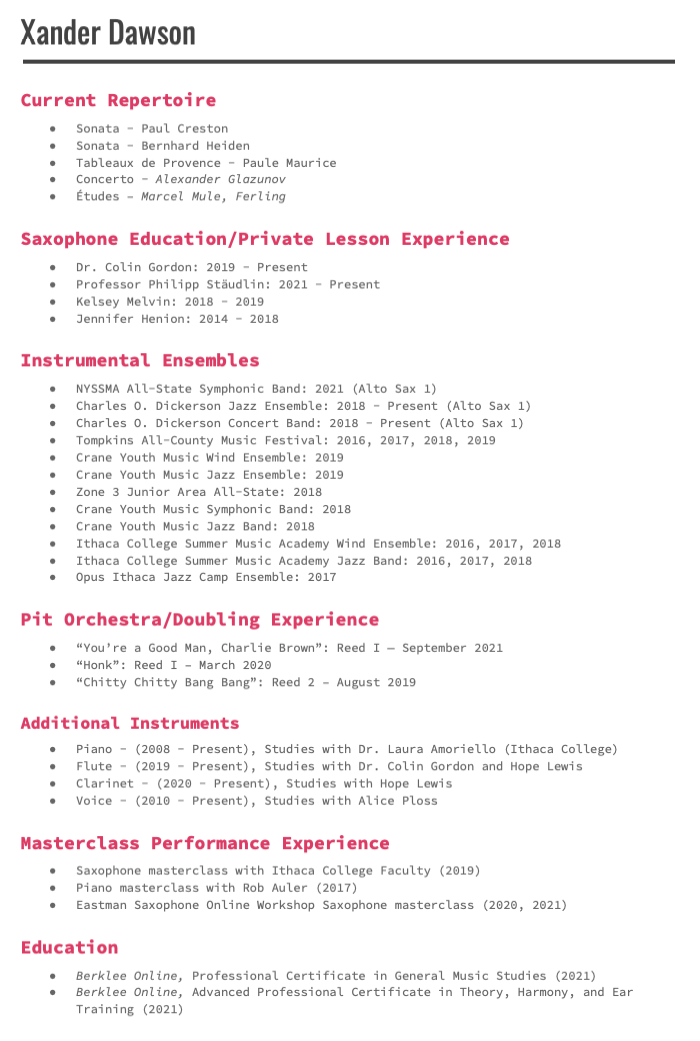 Xander Dawson
Current Repertoire
● Sonata – Paul Creston
● Sonata – Bernhard Heiden
● Tableaux de Provence – Paule Maurice
● Concerto – Alexander Glazunov
● Études – Marcel Mule, Ferling
Saxophone Education/Private Lesson Experience
● Dr. Colin Gordon: 2019 – Present
● Professor Philipp Stäudlin: 2021 – Present
● Kelsey Melvin: 2018 – 2019
● Jennifer Henion: 2014 – 2018
Instrumental Ensembles
● NYSSMA All-State Symphonic Band: 2021 (Alto Sax 1)
● Charles O. Dickerson Jazz Ensemble: 2018 – Present (Alto Sax 1)
● Charles O. Dickerson Concert Band: 2018 – Present (Alto Sax 1)
● Tompkins All-County Music Festival: 2016, 2017, 2018, 2019
● Crane Youth Music Wind Ensemble: 2019
● Crane Youth Music Jazz Ensemble: 2019
● Zone 3 Junior Area All-State: 2018
● Crane Youth Music Symphonic Band: 2018
● Crane Youth Music Jazz Band: 2018
● Ithaca College Summer Music Academy Wind Ensemble: 2016, 2017, 2018
● Ithaca College Summer Music Academy Jazz Band: 2016, 2017, 2018
● Opus Ithaca Jazz Camp Ensemble: 2017
Pit Orchestra/Doubling Experience
● “You’re a Good Man, Charlie Brown”: Reed I — September 2021
● “Honk”: Reed I – March 2020
● “Chitty Chitty Bang Bang”: Reed 2 – August 2019
Additional Instruments
● Piano – (2008 – Present), Studies with Dr. Laura Amoriello (Ithaca College)
● Flute – (2019 – Present), Studies with Dr. Colin Gordon and Hope Lewis
● Clarinet – (2020 – Present), Studies with Hope Lewis
● Voice – (2010 – Present), Studies with Alice Ploss
Masterclass Performance Experience
● Saxophone masterclass with Ithaca College Faculty (2019)
● Piano masterclass with Rob Auler (2017)
● Eastman Saxophone Online Workshop Saxophone masterclass (2020, 2021)
Education
● Berklee Online, Professional Certificate in General Music Studies (2021)
● Berklee Online, Advanced Professional Certificate in Theory, Harmony, and Ear
Training (2021)